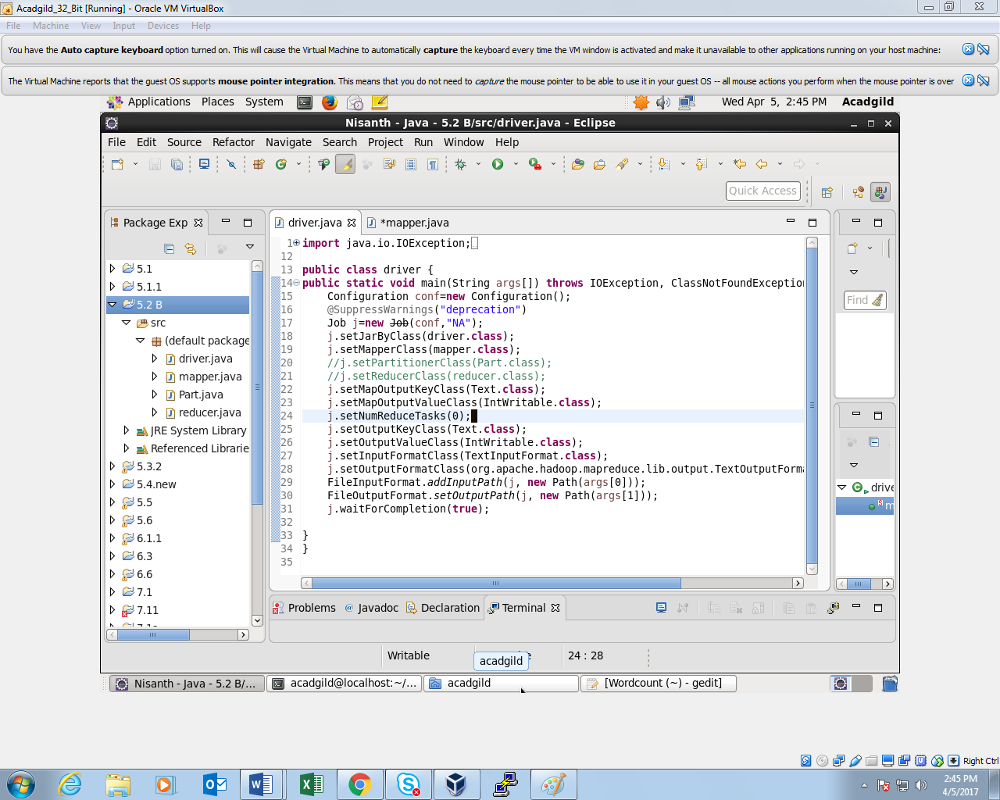 Acadgild_32_Bit [Running] - Oracle VM VirtualBox
File Machine View Input Devices Help
You have the Auto capture keyboard option turned on. This will cause the Virtual Machine to automatically capture the keyboard every time the VM window is activated and make it unavailable to other applications running on your host machine:
The Virtual Machine reports that the guest OS supports mouse pointer integration. This means that you do not need to capture the mouse pointer to be able to use it in your guest OS -- all mouse actions you perform when the mouse pointer is over
Applications Places System Wed Apr 5, 2:45 PM Acadgild
Nisanth - Java - 5.2 B/src/driver.java - Eclipse
File Edit Source Refactor Navigate Search Project Run Window Help
Quick Access
Package Exp
driver.java *mapper.java
5.1
5.1.1
5.2 B
src
(default package
driver.java
mapper.java
Part.java
reducer.java
JRE System Library
Referenced Librarie
5.3.2
5.4.new
5.5
5.6
6.1.1
6.3
6.6
7.1
7.11
1 import java.io.IOException;
12
13 public class driver {
14 public static void main(String args[]) throws IOException, ClassNotFoundException
15 Configuration conf=new Configuration();
16 @SuppressWarnings("deprecation")
17 Job j=new Job(conf,"NA");
18 j.setJarByClass(driver.class);
19 j.setMapperClass(mapper.class);
20 //j.setPartitionerClass(Part.class);
21 //j.setReducerClass(reducer.class);
22 j.setMapOutputKeyClass(Text.class);
23 j.setMapOutputValueClass(IntWritable.class);
24 j.setNumReduceTasks(0);
25 j.setOutputKeyClass(Text.class);
26 j.setOutputValueClass(IntWritable.class);
27 j.setInputFormatClass(TextInputFormat.class);
28 j.setOutputFormatClass(org.apache.hadoop.mapreduce.lib.output.TextOutputForma
29 FileInputFormat.addInputPath(j, new Path(args[0]));
30 FileOutputFormat.setOutputPath(j, new Path(args[1]));
31 j.waitForCompletion(true);
32
33 }
34 }
35
Find
drive
m
Problems @ Javadoc Declaration Terminal
Writable 24 : 28
acadgild
Nisanth - Java - 5.2 B/... acadgild@localhost:~/... acadgild [Wordcount (~) - gedit]
Right Ctrl
2:45 PM
4/5/2017